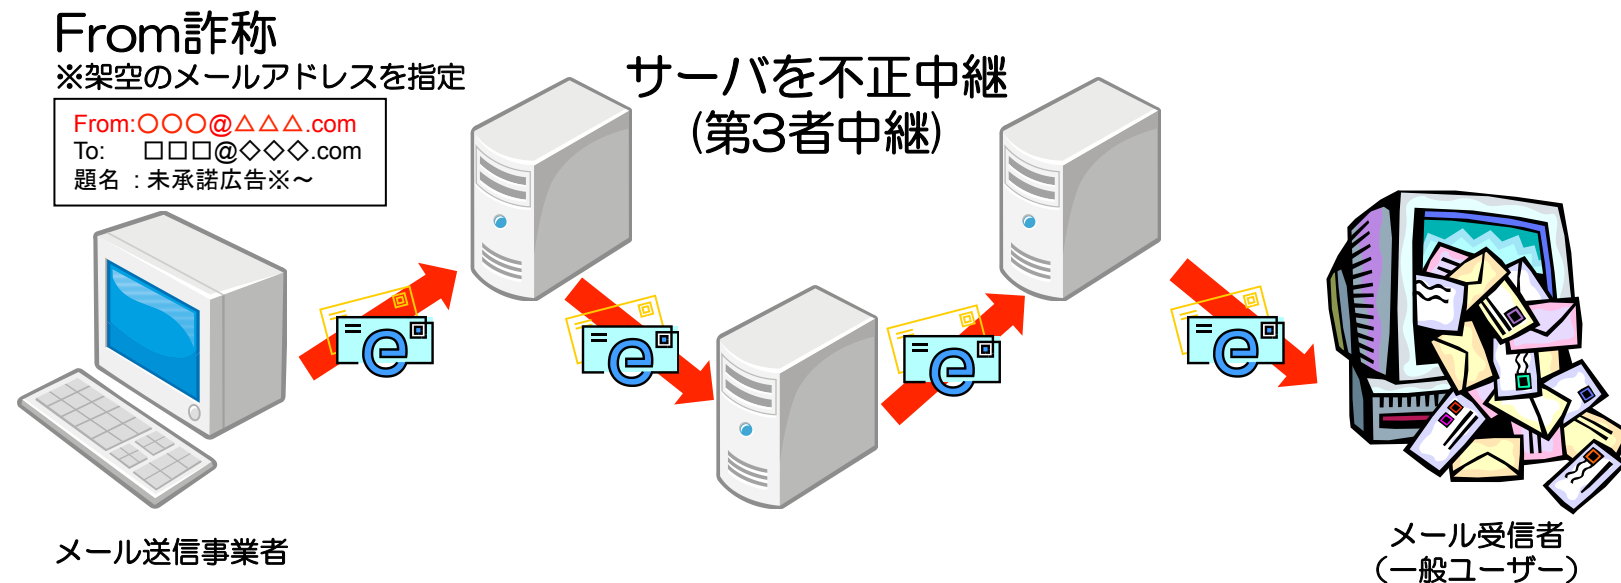 From詐称
※架空のメールアドレスを指定
From:〇〇〇@△△△.com
To: □□□@◇◇◇.com
題名 : 未承諾広告※～
サーバを不正中継
(第3者中継)
メール送信事業者
メール受信者
(一般ユーザー)